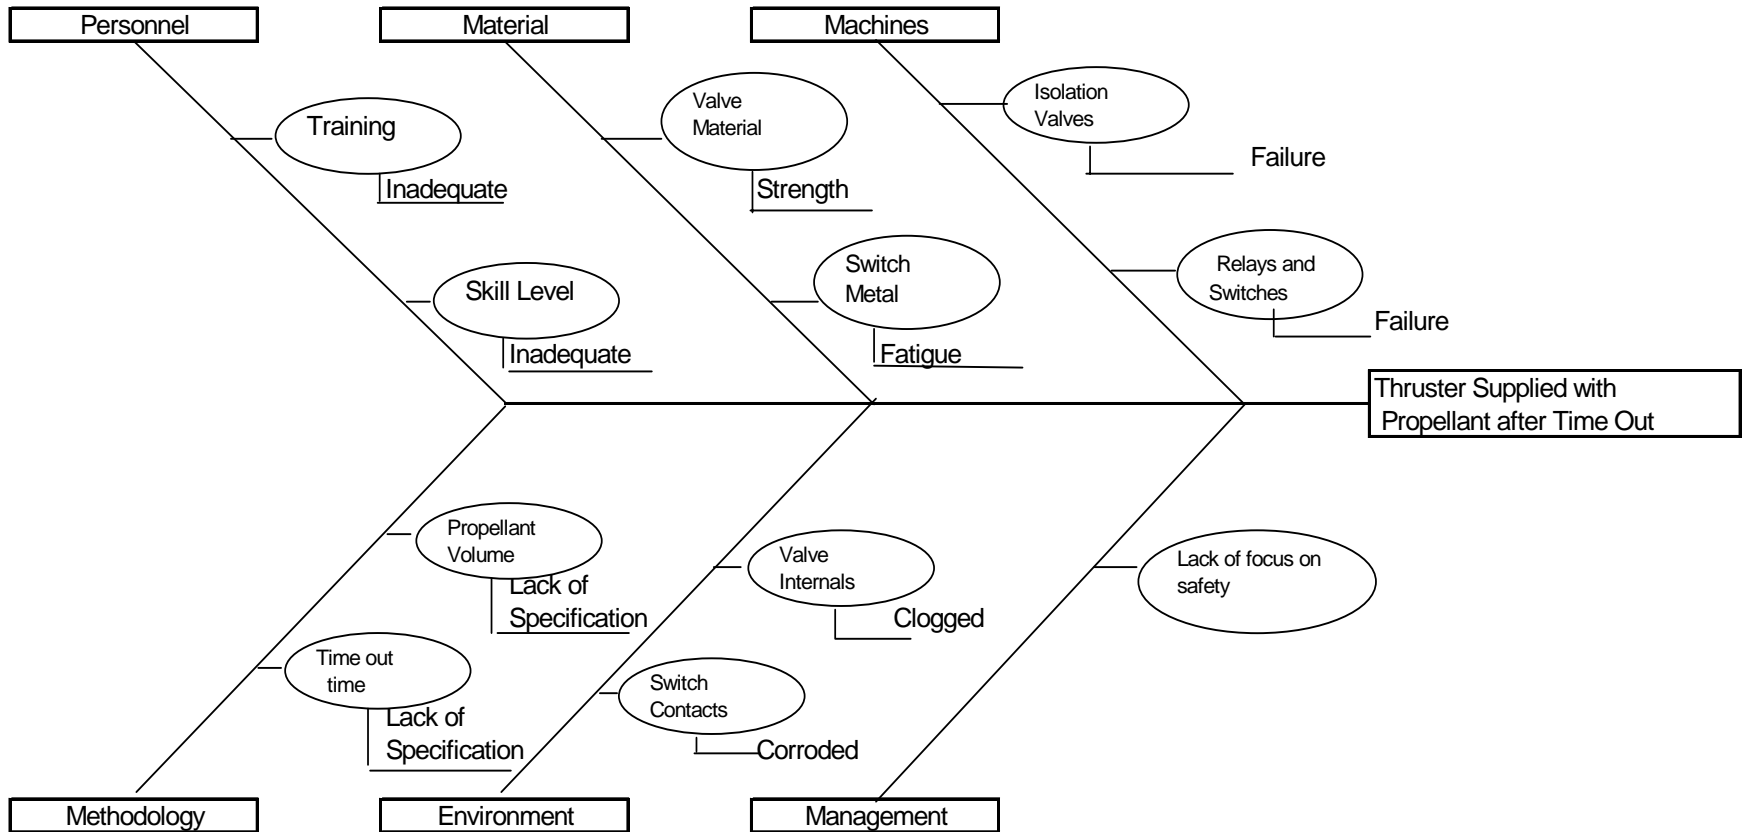 Personnel
Material
Machines
Training
Inadequate
Skill Level
Inadequate
Valve
Material
Strength
Switch
Metal
Fatigue
Isolation
Valves
Failure
Relays and
Switches
Failure
Thruster Supplied with
Propellant after Time Out
Propellant
Volume
Lack of
Specification
Time out
time
Lack of
Specification
Valve
Internals
Clogged
Switch
Contacts
Corroded
Lack of focus on
safety
Methodology
Environment
Management